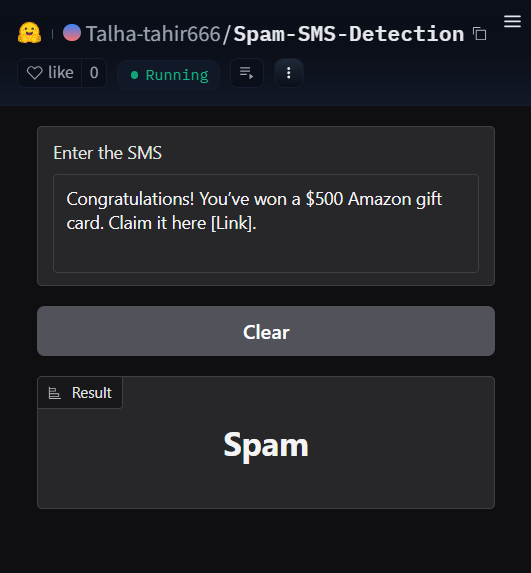 Talha-tahir666/Spam-SMS-Detection
like 0 Running
Enter the SMS
Congratulations! You’ve won a $500 Amazon gift
card. Claim it here [Link].
Clear
Result
Spam